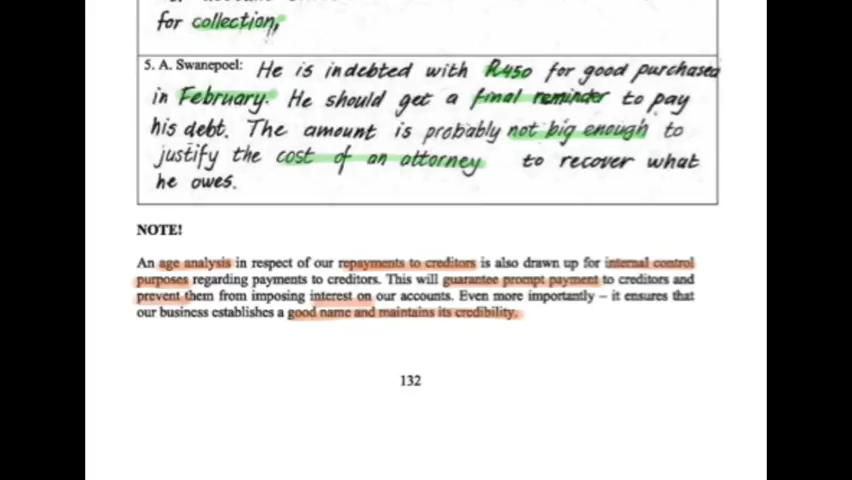 for collection,
5. A. Swanepoel: He is indebted with R450 for good purchased
in February. He should get a final reminder to pay
his debt. The amount is probably not big enough to
justify the cost of an attorney to recover what
he owes.
NOTE!
An age analysis in respect of our repayments to creditors is also drawn up for internal control
purposes regarding payments to creditors. This will guarantee prompt payment to creditors and
prevent them from imposing interest on our accounts. Even more importantly – it ensures that
our business establishes a good name and maintains its credibility.
132